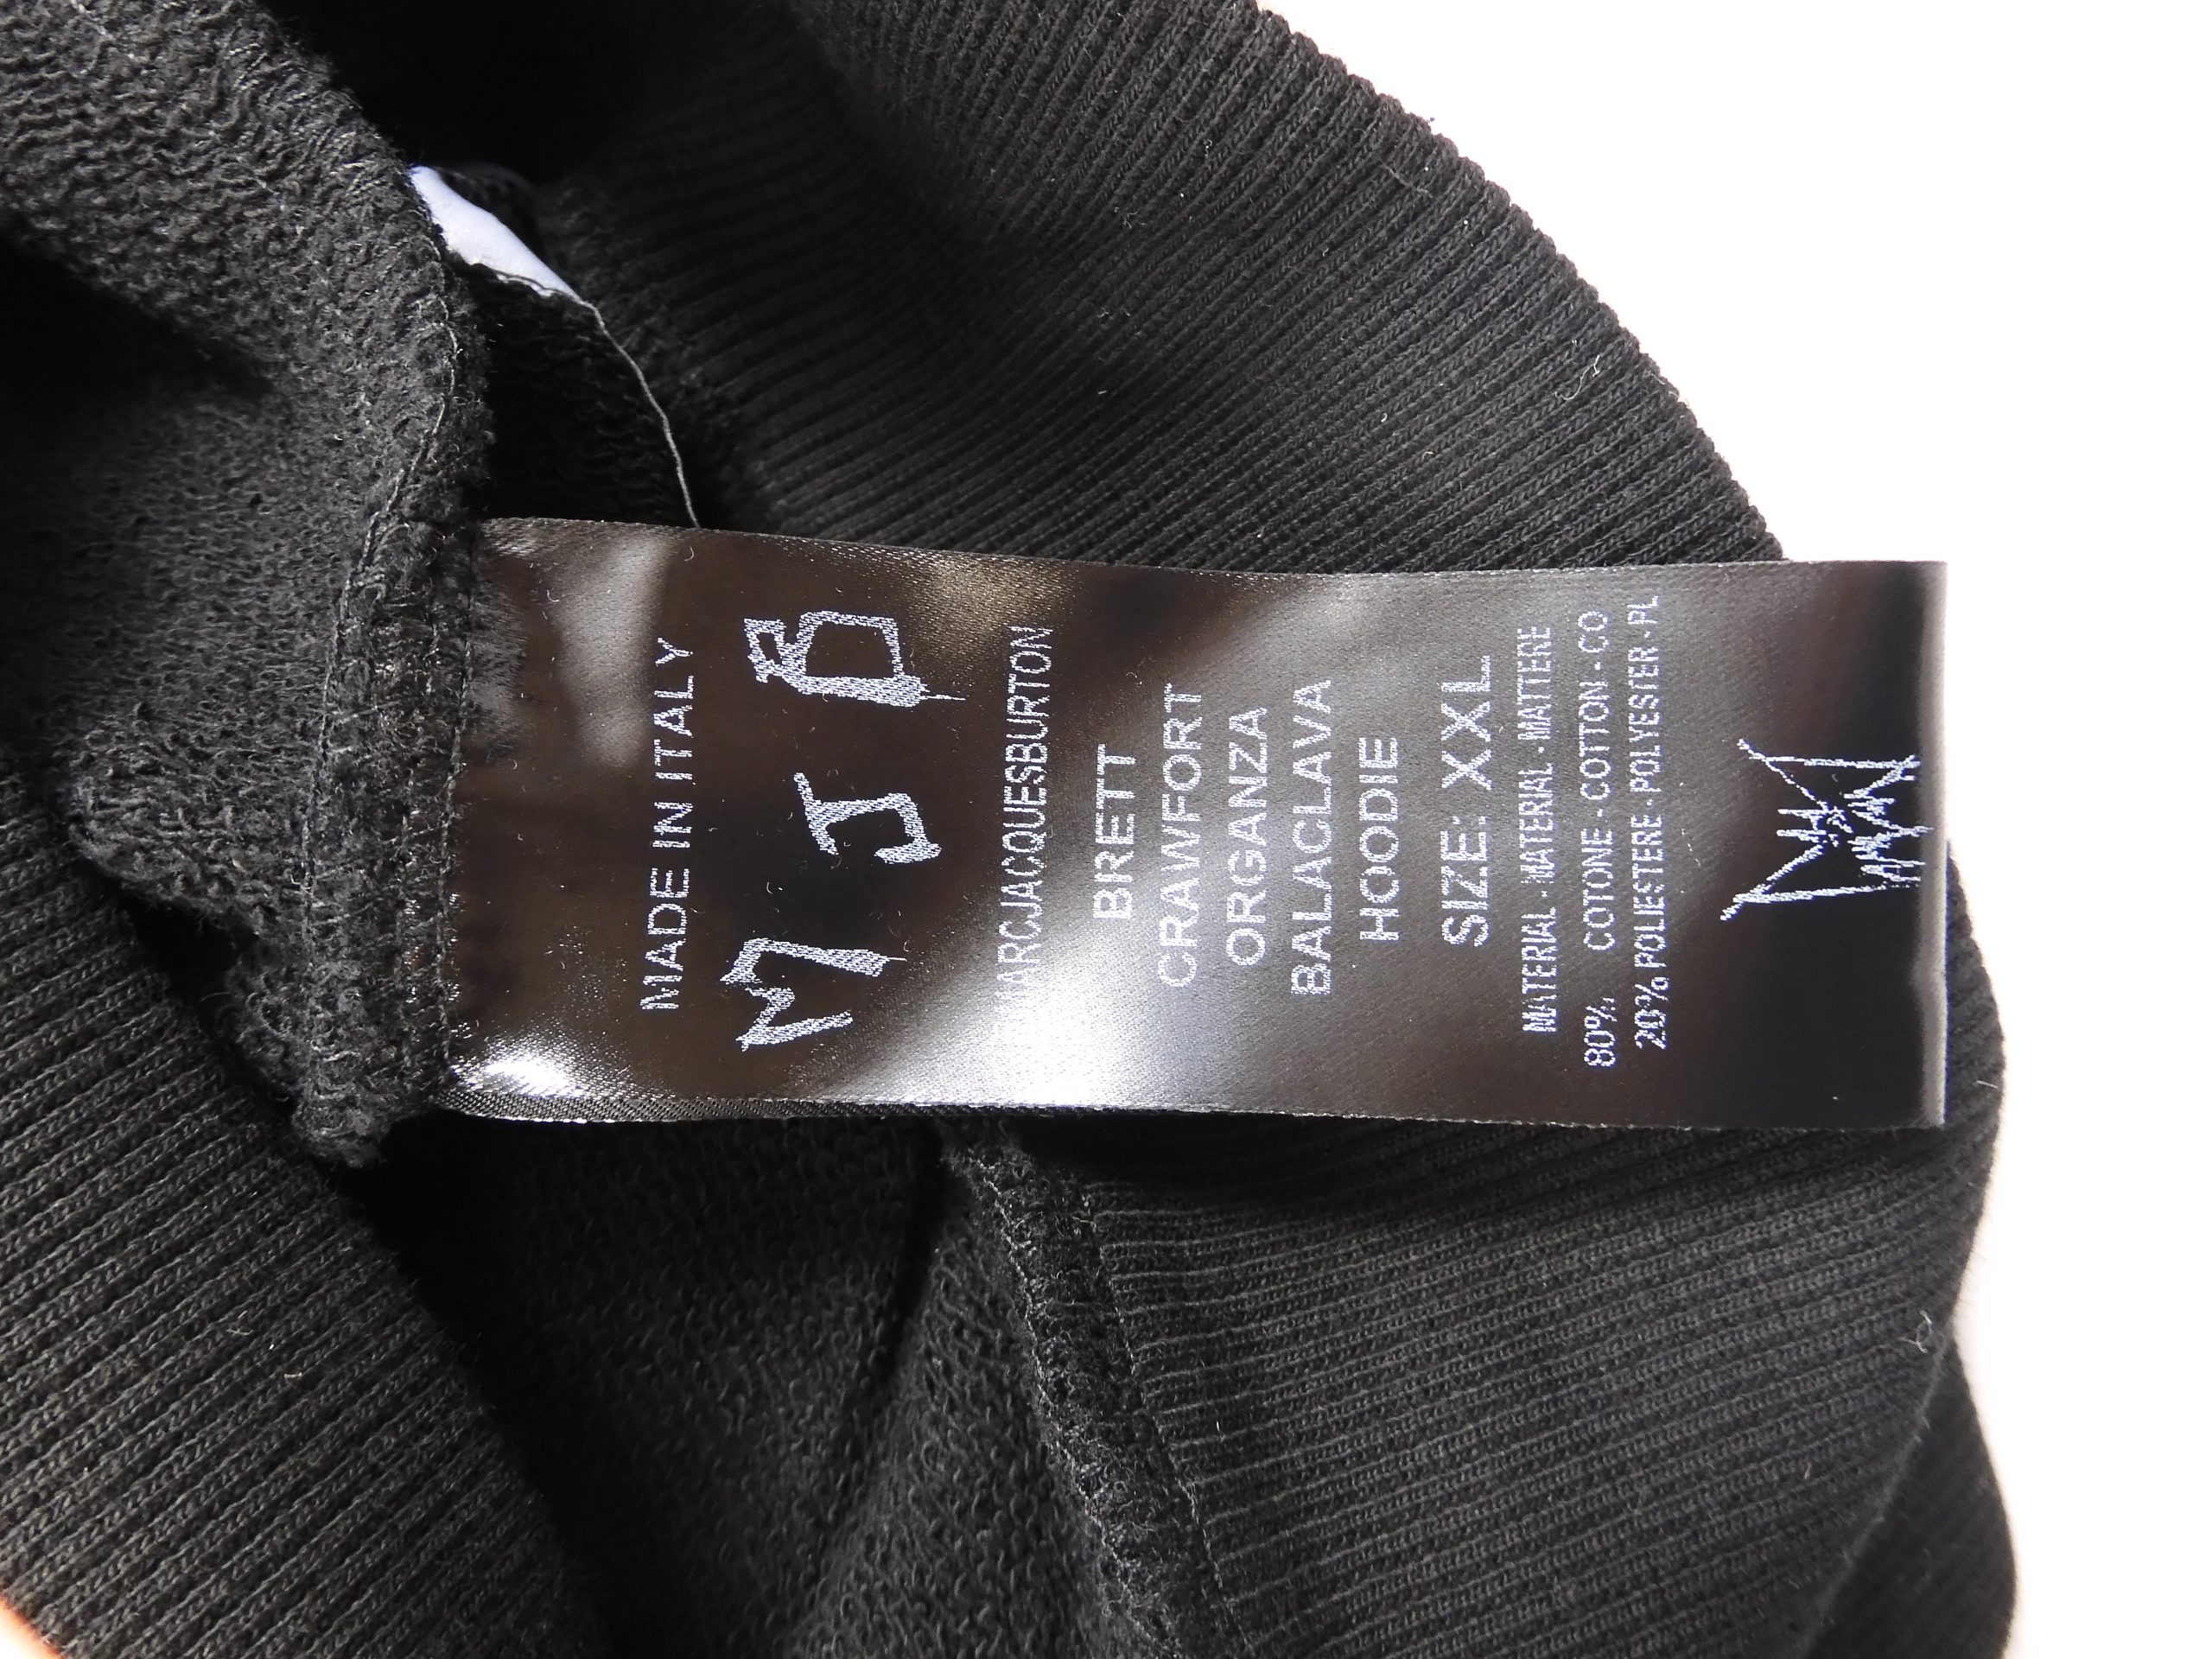 MADE IN ITALY
MJB
MARCJACQUESBURTON
BRETT
CRAWFORT
ORGANZA
BALACLAVA
HOODIE
SIZE: XXL
MATERIAL - MATERIAL - MATTIERE
80% COTONE - COTTON - CO
20% POLIESTERE - POLYESTER - PL